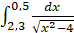 ∫_{2,3}^{0,5} dx / √(x²−4)